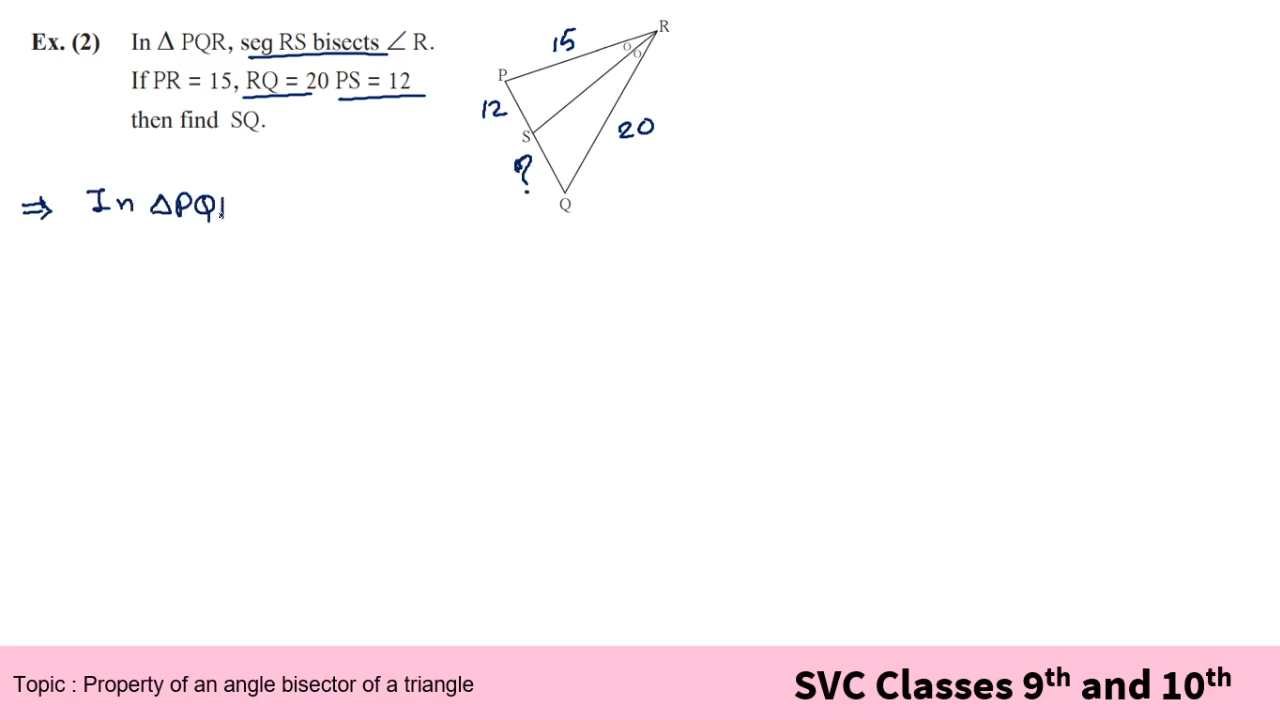 Ex. (2) In Δ PQR, seg RS bisects ∠ R.
If PR = 15, RQ = 20 PS = 12
then find SQ.
R
15
P
12
S
20
?
Q
⇒ In ΔPQ
Topic : Property of an angle bisector of a triangle
SVC Classes 9th and 10th